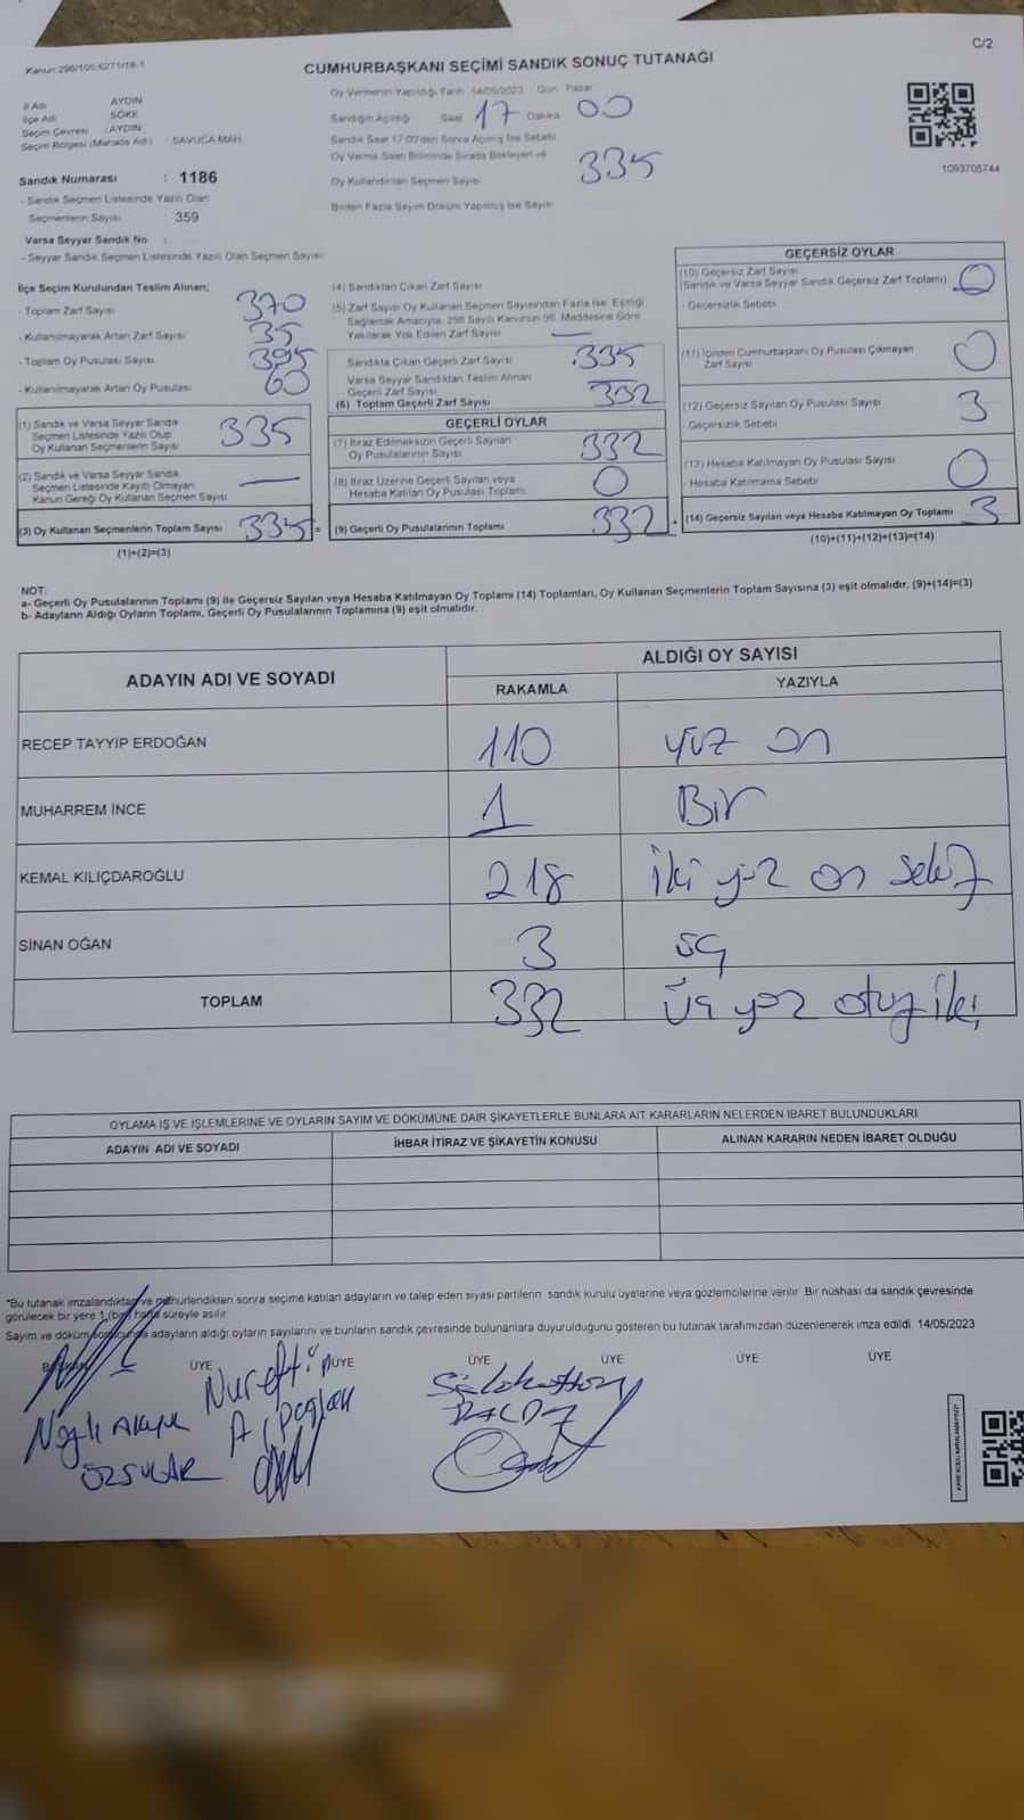 C/2
Kanun:298/105.6271/18-1
CUMHURBAŞKANI SEÇİMİ SANDIK SONUÇ TUTANAĞI
İl Adı AYDIN
İlçe Adı SÖKE
Seçim Çevresi : AYDIN
Seçim Bölgesi (Mahalle Adı) : SAVUCA MAH
Sandık Numarası : 1186
- Sandık Seçmen Listesinde Yazılı Olan
Seçmenlerin Sayısı 359
Varsa Seyyar Sandık No :
- Seyyar Sandık Seçmen Listesinde Yazılı Olan Seçmen Sayısı
Oy Vermenin Yapıldığı Tarih 14/05/2023 Gün Pazar
Sandığın Açıldığı Saat 17 Dakika 00
Sandık Saat 17.00'den Sonra Açılmış İse Sebebi
Oy Verme Saati Bitiminde Sırada Bekleyen ve
Oy Kullandırılan Seçmen Sayısı 335
Birden Fazla Sayım Döküm Yapılmış İse Sayısı
1093705744
İlçe Seçim Kurulundan Teslim Alınan;
- Toplam Zarf Sayısı 370
- Kullanılmayarak Artan Zarf Sayısı 35
- Toplam Oy Pusulası Sayısı 395
- Kullanılmayarak Artan Oy Pusulası 60
(1) Sandık ve Varsa Seyyar Sandık
Seçmen Listesinde Yazılı Olup
Oy Kullanan Seçmenlerin Sayısı 335
(2) Sandık ve Varsa Seyyar Sandık
Seçmen Listesinde Kayıtlı Olmayan
Kanun Gereği Oy Kullanan Seçmen Sayısı —
(3) Oy Kullanan Seçmenlerin Toplam Sayısı 335 =
(1)+(2)=(3)
(4) Sandıktan Çıkan Zarf Sayısı
(5) Zarf Sayısı Oy Kullanan Seçmen Sayısından Fazla İse, Eşitliği
Sağlamak Amacıyla, 298 Sayılı Kanunun 98. Maddesine Göre
Yakılarak Yok Edilen Zarf Sayısı —
Sandıkta Çıkan Geçerli Zarf Sayısı 335
Varsa Seyyar Sandıktan Teslim Alınan
Geçerli Zarf Sayısı
(6) Toplam Geçerli Zarf Sayısı 332
GEÇERLİ OYLAR
(7) İtiraz Edilmeksizin Geçerli Sayılan
Oy Pusulalarının Sayısı 332
(8) İtiraz Üzerine Geçerli Sayılan veya
Hesaba Katılan Oy Pusulası Toplamı 0
(9) Geçerli Oy Pusulalarının Toplamı 332 +
GEÇERSİZ OYLAR
(10) Geçersiz Zarf Sayısı
(Sandık ve Varsa Seyyar Sandık Geçersiz Zarf Toplamı) 0
- Geçersizlik Sebebi
(11) İçinden Cumhurbaşkanı Oy Pusulası Çıkmayan
Zarf Sayısı 0
(12) Geçersiz Sayılan Oy Pusulası Sayısı 3
- Geçersizlik Sebebi
(13) Hesaba Katılmayan Oy Pusulası Sayısı 0
- Hesaba Katılmama Sebebi
(14) Geçersiz Sayılan veya Hesaba Katılmayan Oy Toplamı 3
(10)+(11)+(12)+(13)=(14)
NOT:
a- Geçerli Oy Pusulalarının Toplamı (9) ile Geçersiz Sayılan veya Hesaba Katılmayan Oy Toplamı (14) Toplamları, Oy Kullanan Seçmenlerin Toplam Sayısına (3) eşit olmalıdır, (9)+(14)=(3)
b- Adayların Aldığı Oyların Toplamı, Geçerli Oy Pusulalarının Toplamına (9) eşit olmalıdır.
ADAYIN ADI VE SOYADI ALDIĞI OY SAYISI
RAKAMLA YAZIYLA
RECEP TAYYİP ERDOĞAN 110 yüz on
MUHARREM İNCE 1 Bir
KEMAL KILIÇDAROĞLU 218 iki yüz on sekiz
SİNAN OĞAN 3 üç
TOPLAM 332 Üç yüz otuz iki
OYLAMA İŞ VE İŞLEMLERİNE VE OYLARIN SAYIM VE DÖKÜMÜNE DAİR ŞİKAYETLERLE BUNLARA AİT KARARLARIN NELERDEN İBARET BULUNDUKLARI
ADAYIN ADI VE SOYADI İHBAR İTİRAZ VE ŞİKAYETİN KONUSU ALINAN KARARIN NEDEN İBARET OLDUĞU
*Bu tutanak imzalandıktan ve mühürlendikten sonra seçime katılan adayların ve talep eden siyasi partilerin sandık kurulu üyelerine veya gözlemcilerine verilir. Bir nüshası da sandık çevresinde
görülecek bir yere 1 (bir) hafta süreyle asılır.
Sayım ve döküm sonucunda adayların aldığı oyların sayılarını ve bunların sandık çevresinde bulunanlara duyurulduğunu gösteren bu tutanak tarafımızdan düzenlenerek imza edildi. 14/05/2023
BAŞKAN ÜYE ÜYE ÜYE ÜYE ÜYE ÜYE
Nurettin
ÖZSULAR